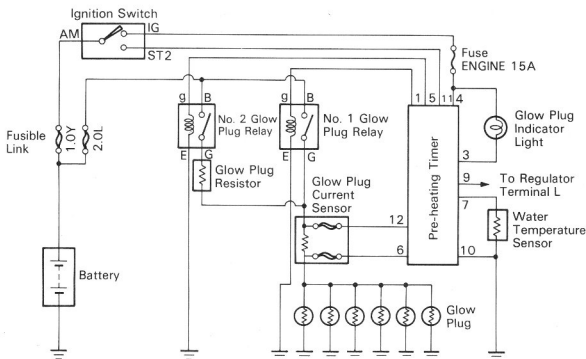 Ignition Switch
AM
IG
ST2
Fuse
ENGINE 15A
g
B
g
B
1
5
11
4
No. 2 Glow
Plug Relay
No. 1 Glow
Plug Relay
Glow Plug
Indicator
Light
Fusible
Link
1.0Y
2.0L
E
G
E
G
3
Pre-heating Timer
Glow Plug
Resistor
Glow Plug
Current
Sensor
9
To Regulator
Terminal L
7
12
Water
Temperature
Sensor
6
10
Battery
Glow
Plug